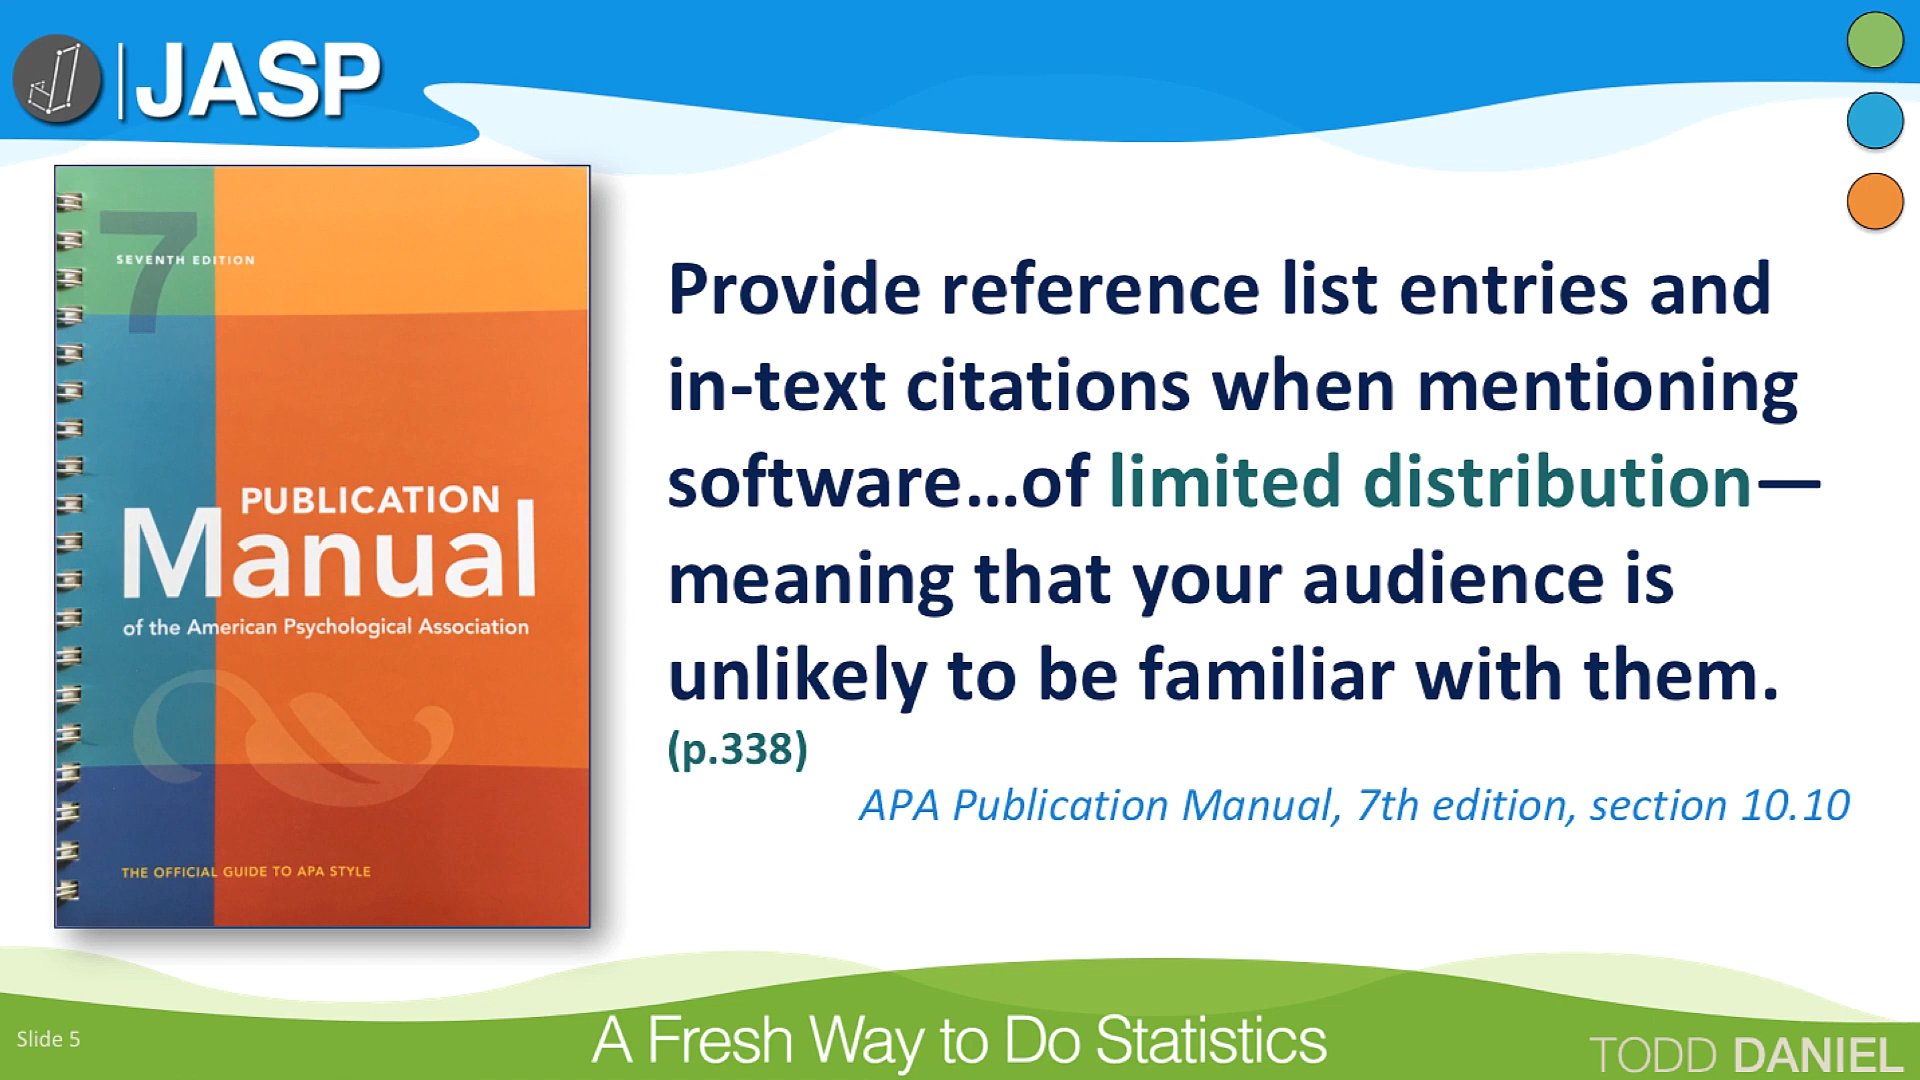 JASP
7
SEVENTH EDITION
PUBLICATION
Manual
of the American Psychological Association
THE OFFICIAL GUIDE TO APA STYLE
Provide reference list entries and
in-text citations when mentioning
software...of limited distribution—
meaning that your audience is
unlikely to be familiar with them.
(p.338)
APA Publication Manual, 7th edition, section 10.10
Slide 5
A Fresh Way to Do Statistics
TODD DANIEL